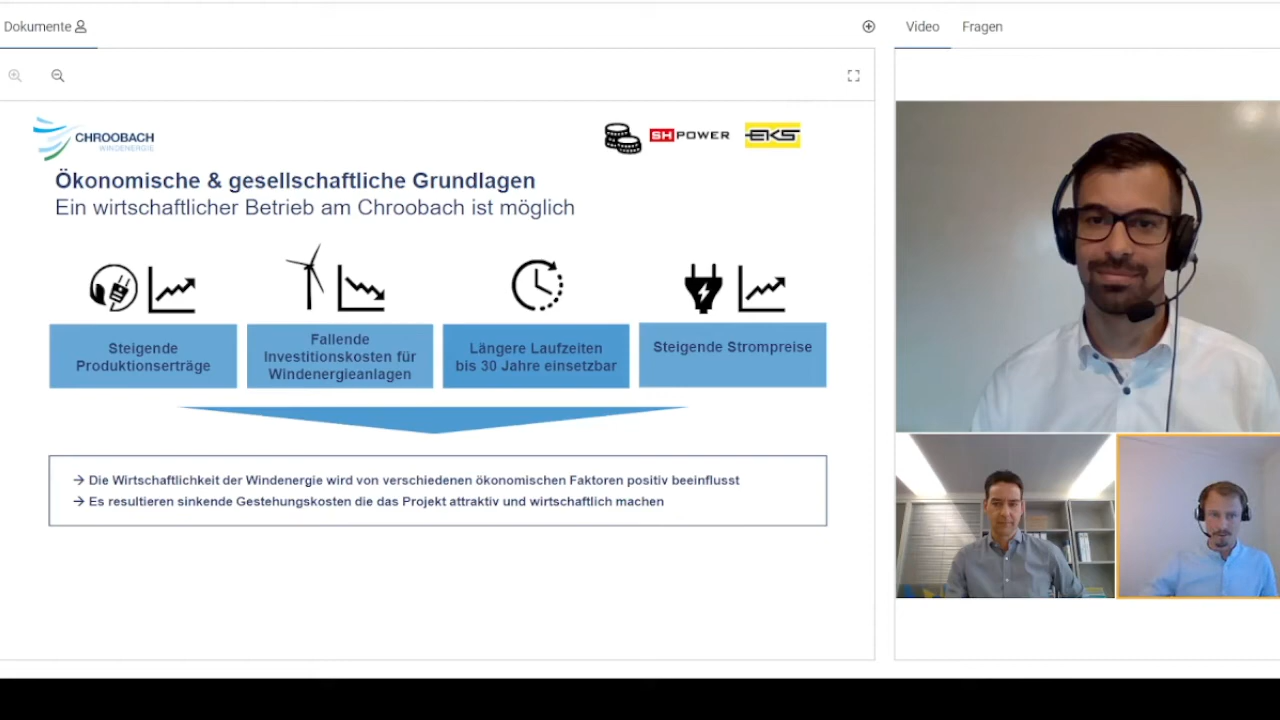 Dokumente
Video
Fragen
CHROOBACH
WINDENERGIE
SH POWER
EKS
Ökonomische & gesellschaftliche Grundlagen
Ein wirtschaftlicher Betrieb am Chroobach ist möglich
Steigende
Produktionserträge
Fallende
Investitionskosten für
Windenergieanlagen
Längere Laufzeiten
bis 30 Jahre einsetzbar
Steigende Strompreise
→ Die Wirtschaftlichkeit der Windenergie wird von verschiedenen ökonomischen Faktoren positiv beeinflusst
→ Es resultieren sinkende Gestehungskosten die das Projekt attraktiv und wirtschaftlich machen